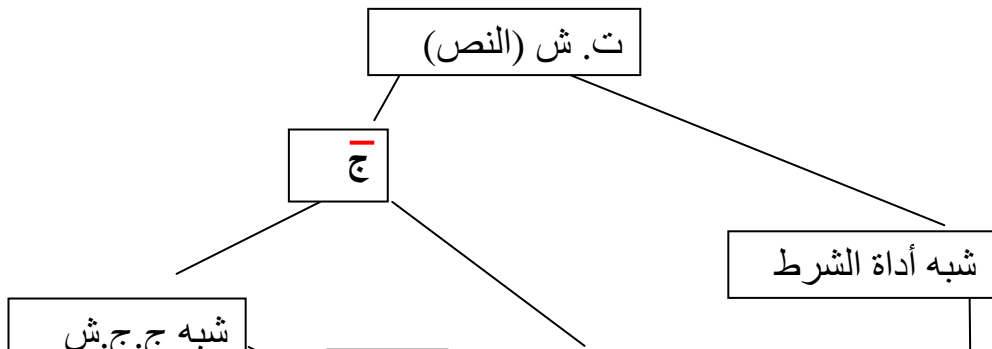 ت. ش (النص)
ج
شبه أداة الشرط
شبه ج.ج.ش